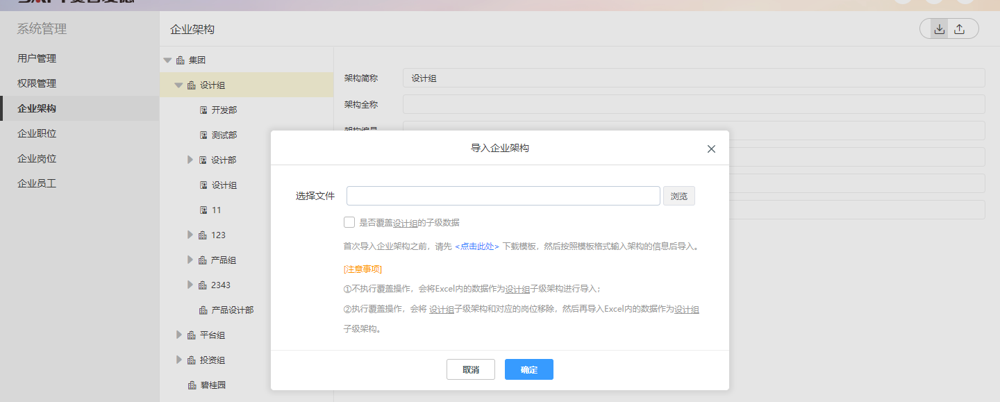 系统管理
用户管理
权限管理
企业架构
企业职位
企业岗位
企业员工
企业架构
集团
设计组
开发部
测试部
设计部
设计组
11
123
产品组
2343
产品设计部
平台组
投资组
碧桂园
架构简称 设计组
架构全称
架构编号
导入企业架构
选择文件 浏览
是否覆盖设计组的子级数据
首次导入企业架构之前，请先 <点击此处> 下载模板，然后按照模板格式输入架构的信息后导入。
[注意事项]
①不执行覆盖操作，会将Excel内的数据作为设计组子级架构进行导入；
②执行覆盖操作，会将 设计组子级架构和对应的岗位移除，然后再导入Excel内的数据作为设计组
子级架构。
取消 确定